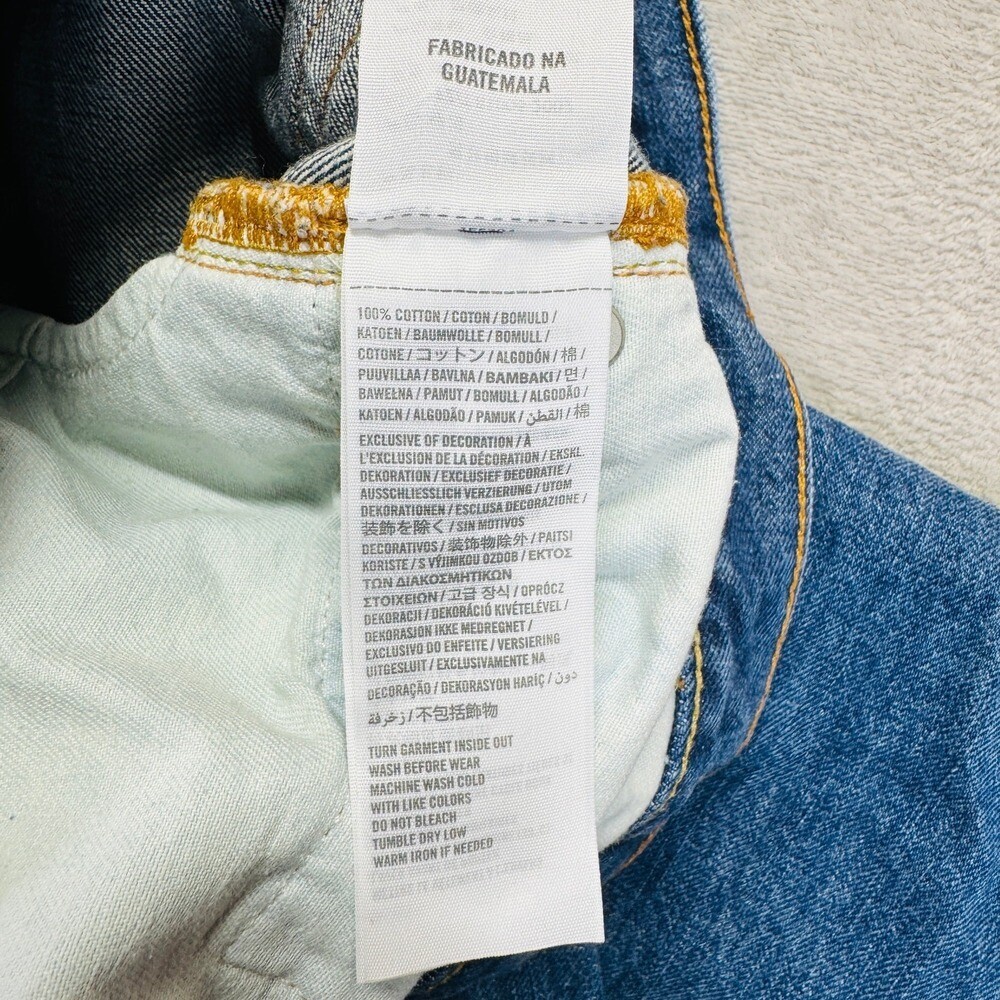 FABRICADO NA
GUATEMALA
100% COTTON / COTON / BOMULD /
KATOEN / BAUMWOLLE / BOMULL /
COTONE / コットン / ALGODÓN / 棉 /
PUUVILLAA / BAVLNA / BAMBAKI / 면 /
BAWEŁNA / PAMUT / BOMULL / ALGODÃO /
KATOEN / ALGODÃO / PAMUK / القطن / 棉
EXCLUSIVE OF DECORATION / À
L'EXCLUSION DE LA DÉCORATION / EKSKL.
DEKORATION / EXCLUSIEF DECORATIE /
AUSSCHLIESSLICH VERZIERUNG / UTOM
DEKORATIONEN / ESCLUSA DECORAZIONE /
装飾を除く / SIN MOTIVOS
DECORATIVOS / 装饰物除外 / PAITSI
KORISTE / S VÝJIMKOU OZDOB / ΕΚΤΟΣ
ΤΩΝ ΔΙΑΚΟΣΜΗΤΙΚΩΝ
ΣΤΟΙΧΕΙΩΝ / 고급 장식 / OPRÓCZ
DEKORACJI / DEKORÁCIÓ KIVÉTELÉVEL /
DEKORASJON IKKE MEDREGNET /
EXCLUSIVO DO ENFEITE / VERSIERING
UITGESLUIT / EXCLUSIVAMENTE NA
DECORAÇÃO / DEKORASYON HARİÇ / دون
زخرفة / 不包括飾物
TURN GARMENT INSIDE OUT
WASH BEFORE WEAR
MACHINE WASH COLD
WITH LIKE COLORS
DO NOT BLEACH
TUMBLE DRY LOW
WARM IRON IF NEEDED